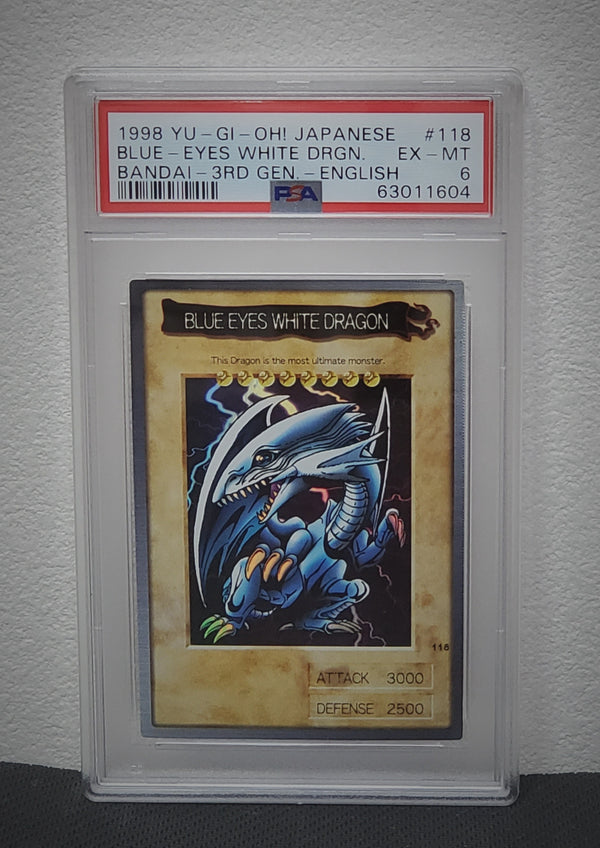 1998 YU-GI-OH! JAPANESE #118
BLUE-EYES WHITE DRGN. EX-MT
BANDAI-3RD GEN.-ENGLISH 6
PSA 63011604
BLUE EYES WHITE DRAGON
This Dragon is the most ultimate monster.
118
ATTACK 3000
DEFENSE 2500